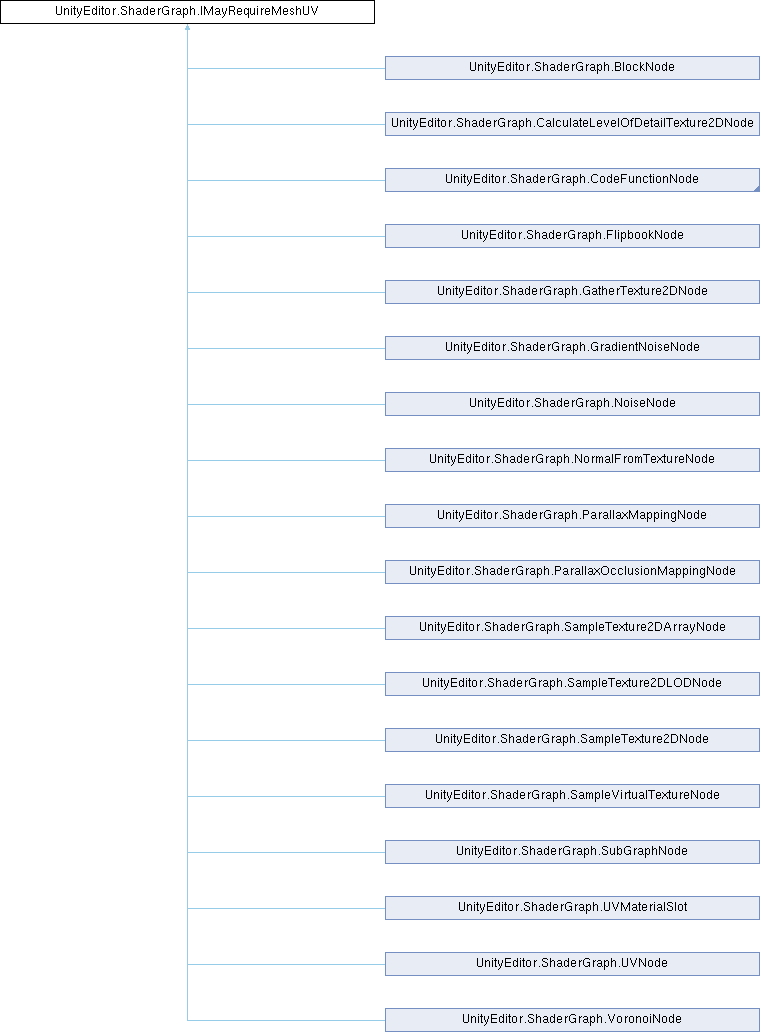 UnityEditor.ShaderGraph.IMayRequireMeshUV
UnityEditor.ShaderGraph.BlockNode
UnityEditor.ShaderGraph.CalculateLevelOfDetailTexture2DNode
UnityEditor.ShaderGraph.CodeFunctionNode
UnityEditor.ShaderGraph.FlipbookNode
UnityEditor.ShaderGraph.GatherTexture2DNode
UnityEditor.ShaderGraph.GradientNoiseNode
UnityEditor.ShaderGraph.NoiseNode
UnityEditor.ShaderGraph.NormalFromTextureNode
UnityEditor.ShaderGraph.ParallaxMappingNode
UnityEditor.ShaderGraph.ParallaxOcclusionMappingNode
UnityEditor.ShaderGraph.SampleTexture2DArrayNode
UnityEditor.ShaderGraph.SampleTexture2DLODNode
UnityEditor.ShaderGraph.SampleTexture2DNode
UnityEditor.ShaderGraph.SampleVirtualTextureNode
UnityEditor.ShaderGraph.SubGraphNode
UnityEditor.ShaderGraph.UVMaterialSlot
UnityEditor.ShaderGraph.UVNode
UnityEditor.ShaderGraph.VoronoiNode